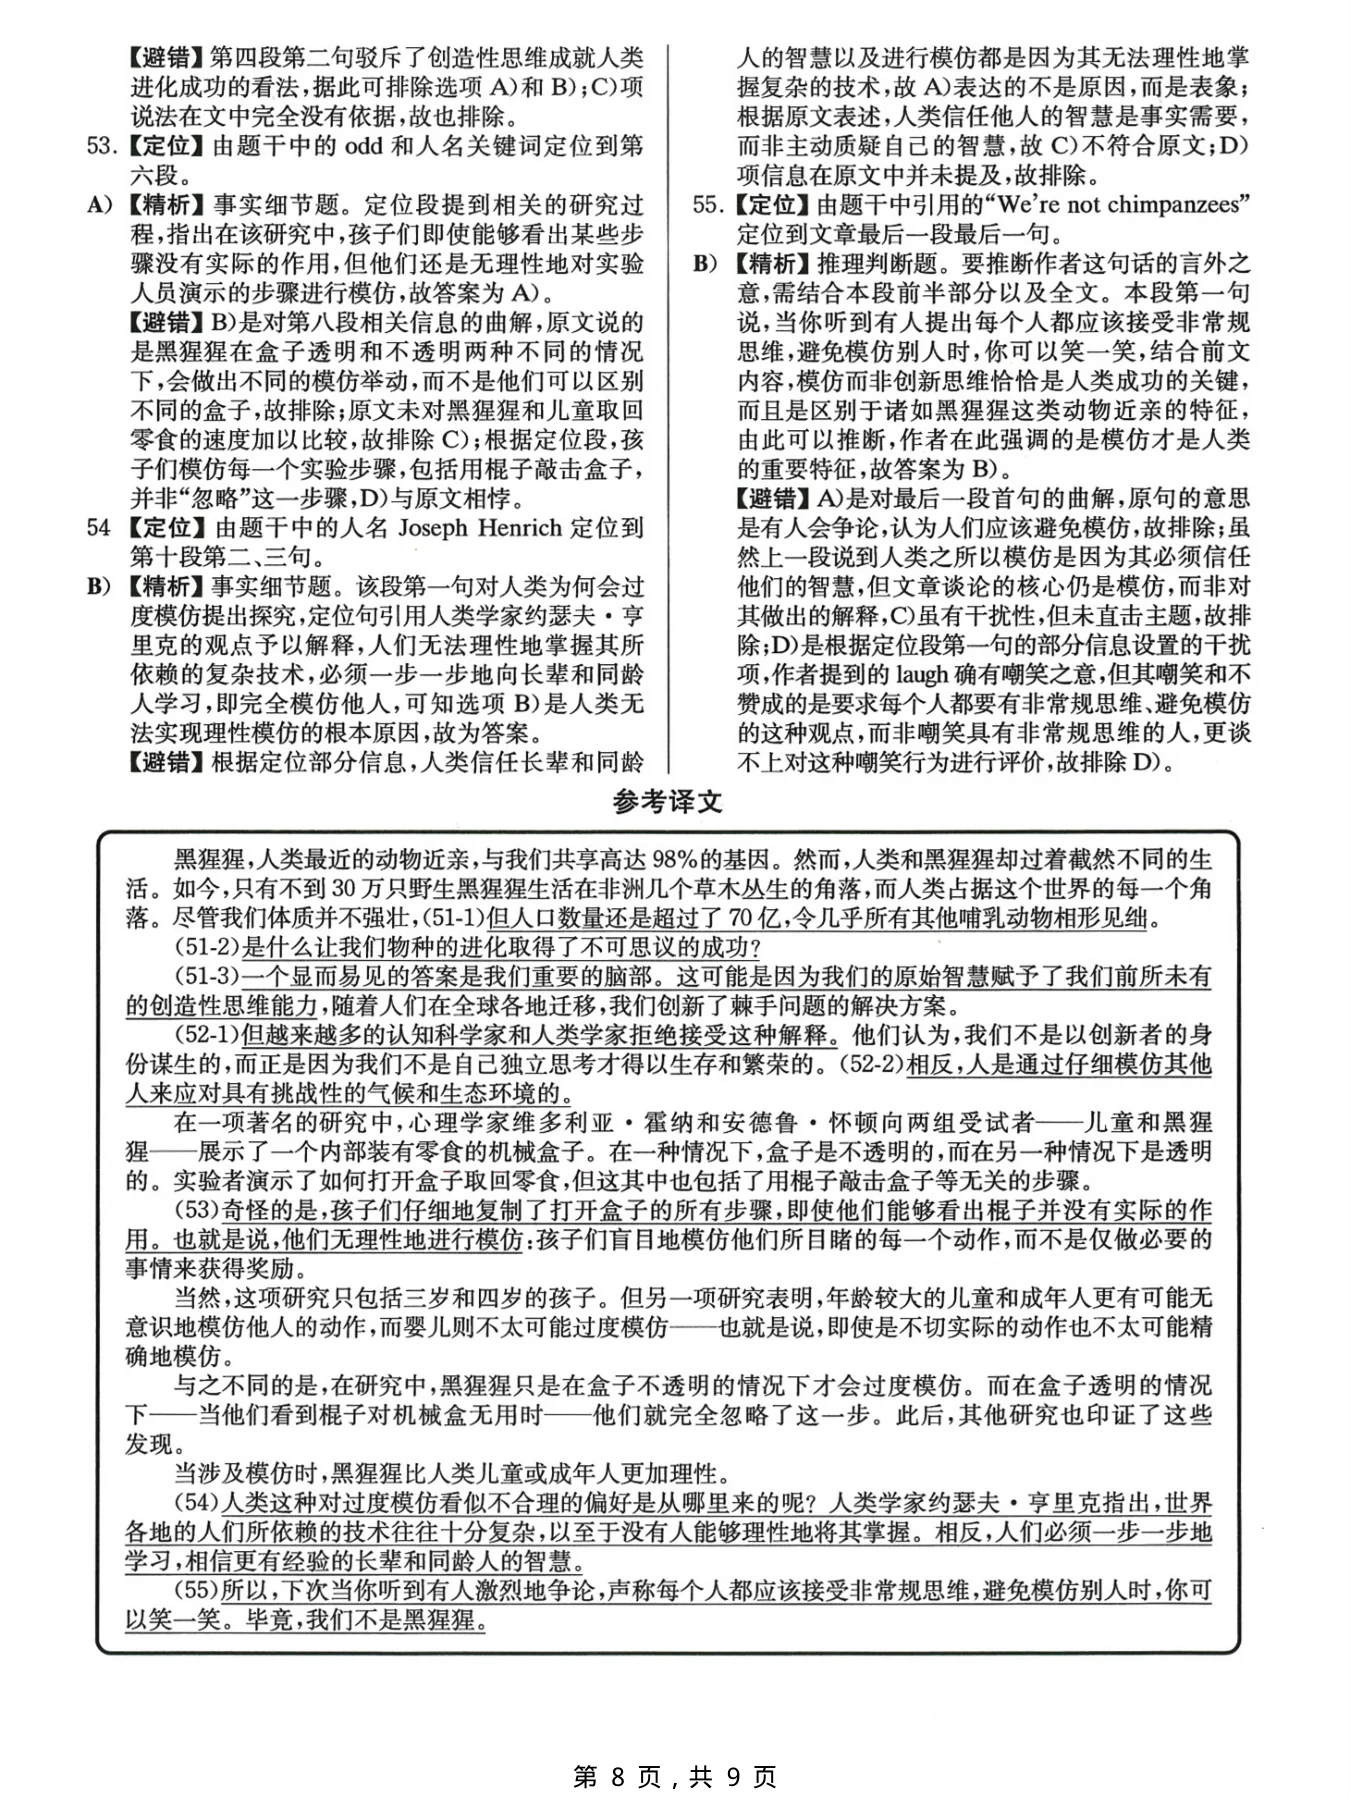 【避错】第四段第二句驳斥了创造性思维成就人类
进化成功的看法,据此可排除选项 A)和 B);C)项
说法在文中完全没有依据,故也排除。
53.【定位】由题干中的 odd 和人名关键词定位到第
六段。
A)【精析】事实细节题。定位段提到相关的研究过
程,指出在该研究中,孩子们即使能够看出某些步
骤没有实际的作用,但他们还是无理性地对实验
人员演示的步骤进行模仿,故答案为 A)。
【避错】B)是对第八段相关信息的曲解,原文说的
是黑猩猩在盒子透明和不透明两种不同的情况
下,会做出不同的模仿举动,而不是他们可以区别
不同的盒子,故排除;原文未对黑猩猩和儿童取回
零食的速度加以比较,故排除 C);根据定位段,孩
子们模仿每一个实验步骤,包括用棍子敲击盒子,
并非“忽略”这一步骤,D)与原文相悖。
54 【定位】由题干中的人名 Joseph Henrich 定位到
第十段第二、三句。
B)【精析】事实细节题。该段第一句对人类为何会过
度模仿提出探究,定位句引用人类学家约瑟夫·亨
里克的观点予以解释,人们无法理性地掌握其所
依赖的复杂技术,必须一步一步地向长辈和同龄
人学习,即完全模仿他人,可知选项 B)是人类无
法实现理性模仿的根本原因,故为答案。
【避错】根据定位部分信息,人类信任长辈和同龄
人的智慧以及进行模仿都是因为其无法理性地掌
握复杂的技术,故 A)表达的不是原因,而是表象;
根据原文表述,人类信任他人的智慧是事实需要,
而非主动质疑自己的智慧,故 C)不符合原文;D)
项信息在原文中并未提及,故排除。
55.【定位】由题干中引用的“We're not chimpanzees”
定位到文章最后一段最后一句。
B)【精析】推理判断题。要推断作者这句话的言外之
意,需结合本段前半部分以及全文。本段第一句
说,当你听到有人提出每个人都应该接受非常规
思维,避免模仿别人时,你可以笑一笑,结合前文
内容,模仿而非创新思维恰恰是人类成功的关键,
而且是区别于诸如黑猩猩这类动物近亲的特征,
由此可以推断,作者在此强调的是模仿才是人类
的重要特征,故答案为 B)。
【避错】A)是对最后一段首句的曲解,原句的意思
是有人会争论,认为人们应该避免模仿,故排除;虽
然上一段说到人类之所以模仿是因为其必须信任
他们的智慧,但文章谈论的核心仍是模仿,而非对
其做出的解释,C)虽有干扰性,但未直击主题,故排
除;D)是根据定位段第一句的部分信息设置的干扰
项,作者提到的 laugh 确有嘲笑之意,但其嘲笑和不
赞成的是要求每个人都要有非常规思维、避免模仿
的这种观点,而非嘲笑具有非常规思维的人,更谈
不上对这种嘲笑行为进行评价,故排除 D)。
参考译文
黑猩猩,人类最近的动物近亲,与我们共享高达 98%的基因。然而,人类和黑猩猩却过着截然不同的生
活。如今,只有不到 30 万只野生黑猩猩生活在非洲几个草木丛生的角落,而人类占据这个世界的每一个角
落。尽管我们体质并不强壮,(51-1)但人口数量还是超过了 70 亿,令几乎所有其他哺乳动物相形见绌。
(51-2)是什么让我们物种的进化取得了不可思议的成功?
(51-3)一个显而易见的答案是我们重要的脑部。这可能是因为我们的原始智慧赋予了我们前所未有
的创造性思维能力,随着人们在全球各地迁移,我们创新了棘手问题的解决方案。
(52-1)但越来越多的认知科学家和人类学家拒绝接受这种解释。他们认为,我们不是以创新者的身
份谋生的,而正是因为我们不是自己独立思考才得以生存和繁荣的。(52-2)相反,人是通过仔细模仿其他
人来应对具有挑战性的气候和生态环境的。
在一项著名的研究中,心理学家维多利亚·霍纳和安德鲁·怀顿向两组受试者——儿童和黑猩
猩——展示了一个内部装有零食的机械盒子。在一种情况下,盒子是不透明的,而在另一种情况下是透明
的。实验者演示了如何打开盒子取回零食,但这其中也包括了用棍子敲击盒子等无关的步骤。
(53)奇怪的是,孩子们仔细地复制了打开盒子的所有步骤,即使他们能够看出棍子并没有实际的作
用。也就是说,他们无理性地进行模仿:孩子们盲目地模仿他们所目睹的每一个动作,而不是仅做必要的
事情来获得奖励。
当然,这项研究只包括三岁和四岁的孩子。但另一项研究表明,年龄较大的儿童和成年人更有可能无
意识地模仿他人的动作,而婴儿则不太可能过度模仿——也就是说,即使是不切实际的动作也不太可能精
确地模仿。
与之不同的是,在研究中,黑猩猩只是在盒子不透明的情况下才会过度模仿。而在盒子透明的情况
下——当他们看到棍子对机械盒无用时——他们就完全忽略了这一步。此后,其他研究也印证了这些
发现。
当涉及模仿时,黑猩猩比人类儿童或成年人更加理性。
(54)人类这种对过度模仿看似不合理的偏好是从哪里来的呢?人类学家约瑟夫·亨里克指出,世界
各地的人们所依赖的技术往往十分复杂,以至于没有人能够理性地将其掌握。相反,人们必须一步一步地
学习,相信更有经验的长辈和同龄人的智慧。
(55)所以,下次当你听到有人激烈地争论,声称每个人都应该接受非常规思维,避免模仿别人时,你可
以笑一笑。毕竟,我们不是黑猩猩。
第 8 页,共 9 页